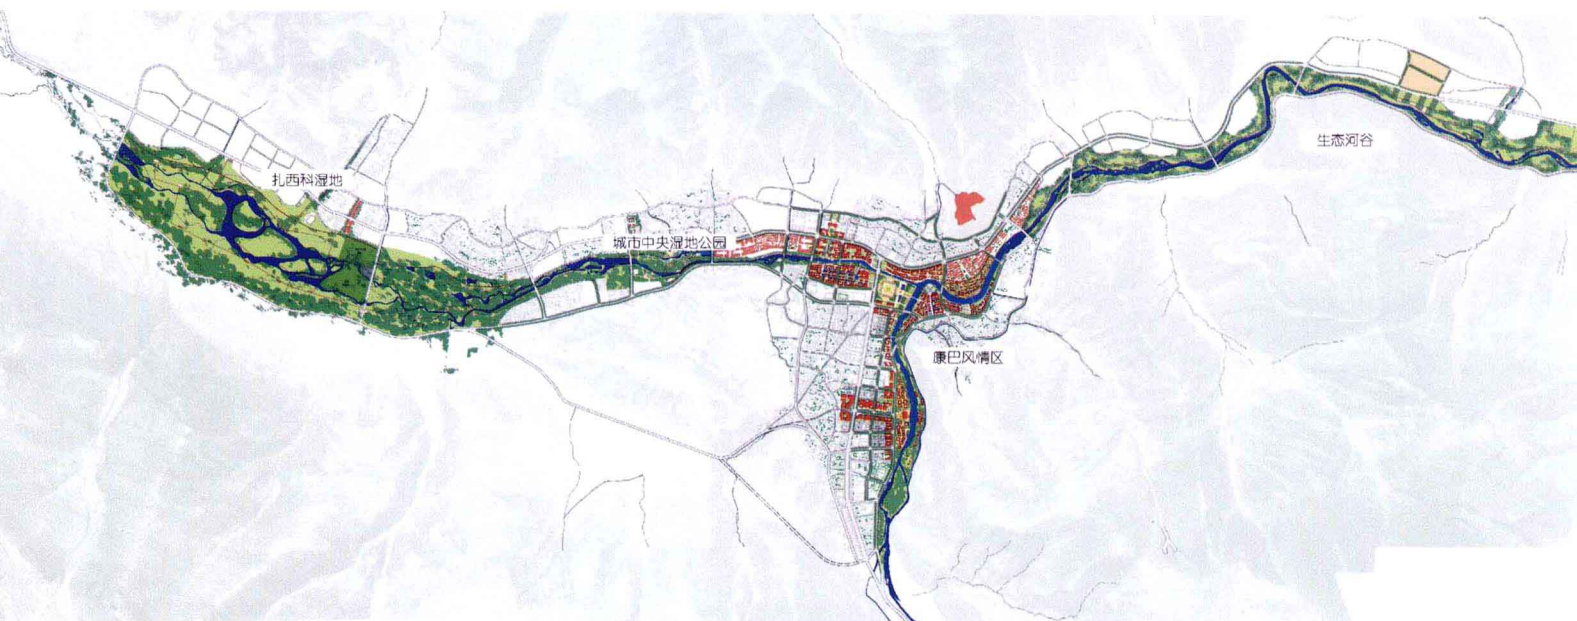 生态河谷
扎西科湿地
城市中央湿地公园
康巴风情区